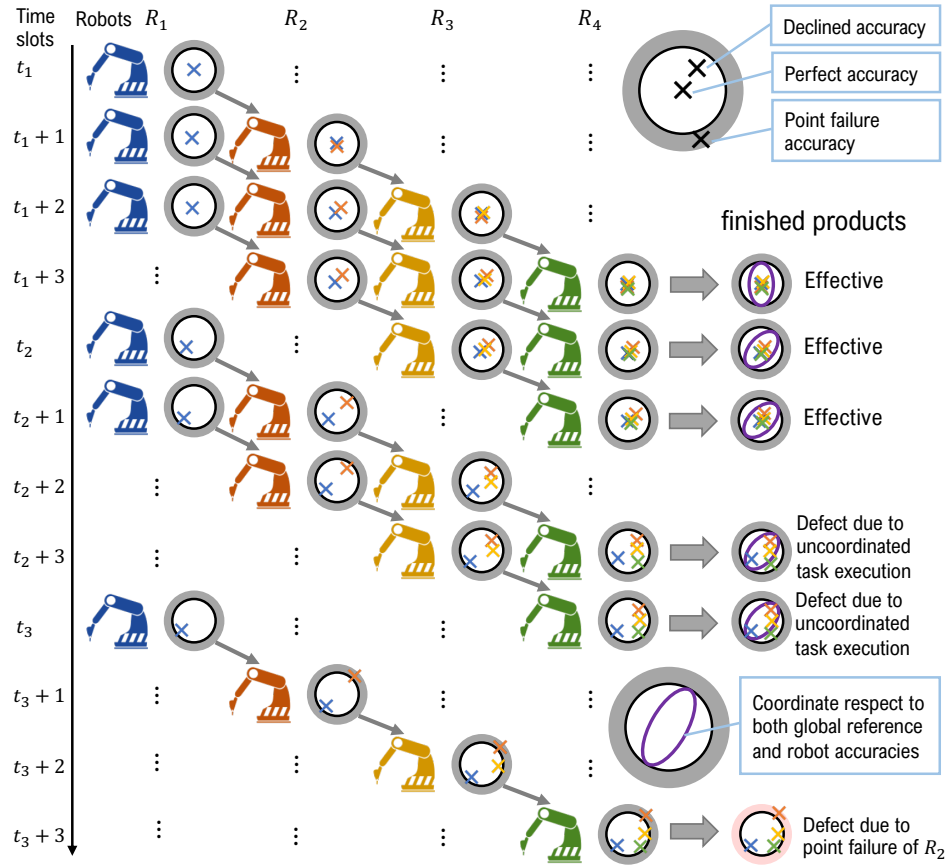 Time
slots
Robots
R₁
R₂
R₃
R₄
Declined accuracy
t₁
Perfect accuracy
Point failure
accuracy
t₁ + 1
t₁ + 2
finished products
t₁ + 3
Effective
t₂
Effective
t₂ + 1
Effective
t₂ + 2
t₂ + 3
Defect due to
uncoordinated
task execution
t₃
Defect due to
uncoordinated
task execution
t₃ + 1
Coordinate respect to
both global reference
and robot accuracies
t₃ + 2
t₃ + 3
Defect due to
point failure of R₂